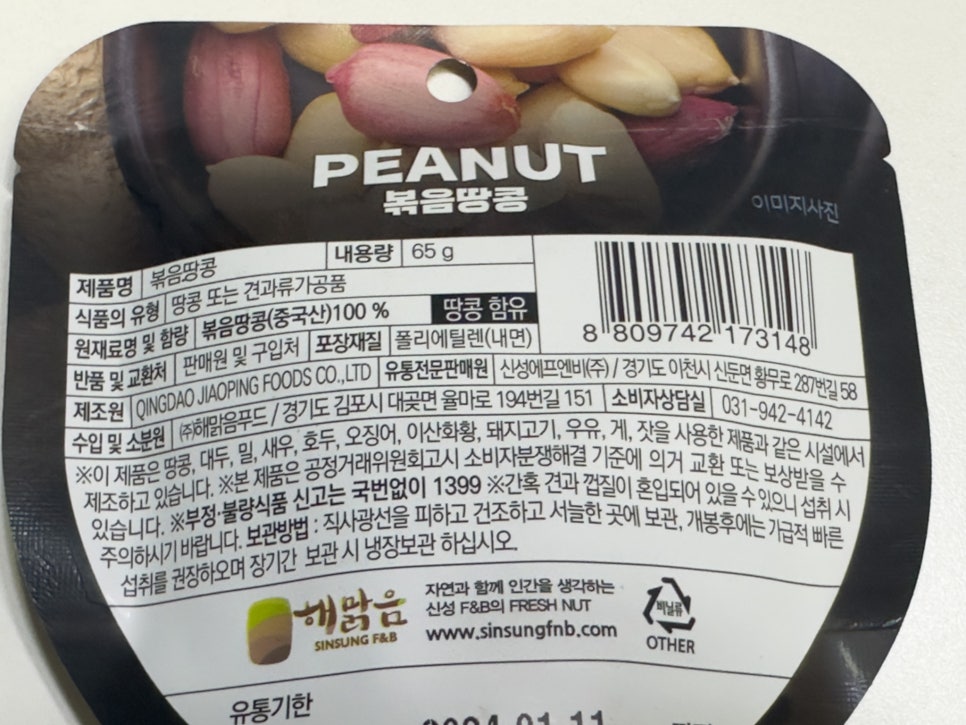 PEANUT
볶음땅콩
이미지사진
제품명 볶음땅콩 내용량 65 g
식품의 유형 땅콩 또는 견과류가공품
원재료명 및 함량 볶음땅콩(중국산)100 % 땅콩 함유
반품 및 교환처 판매원 및 구입처 포장재질 폴리에틸렌(내면)
8 809742 173148
제조원 QINGDAO JIAOPING FOODS CO.,LTD 유통전문판매원 신성에프엔비(주) / 경기도 이천시 신둔면 황무로 287번길 58
수입 및 소분원 ㈜해맑음푸드 / 경기도 김포시 대곶면 율마로 194번길 151 소비자상담실 031-942-4142
※이 제품은 땅콩, 대두, 밀, 새우, 호두, 오징어, 이산화황, 돼지고기, 우유, 게, 잣을 사용한 제품과 같은 시설에서
제조하고 있습니다. ※본 제품은 공정거래위원회고시 소비자분쟁해결 기준에 의거 교환 또는 보상받을 수
있습니다. ※부정·불량식품 신고는 국번없이 1399 ※간혹 견과 껍질이 혼입되어 있을 수 있으니 섭취 시
주의하시기 바랍니다. 보관방법 : 직사광선을 피하고 건조하고 서늘한 곳에 보관, 개봉후에는 가급적 빠른
섭취를 권장하오며 장기간 보관 시 냉장보관 하십시오.
해맑음
SINSUNG F&B
자연과 함께 인간을 생각하는
신성 F&B의 FRESH NUT
www.sinsungfnb.com
비닐류
OTHER
유통기한
2024.01.11